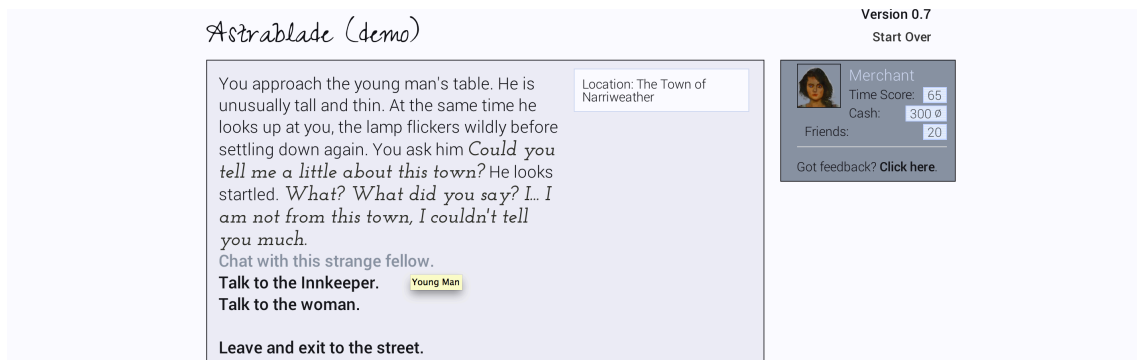 Astrablade (demo)
Version 0.7
Start Over
You approach the young man's table. He is
unusually tall and thin. At the same time he
looks up at you, the lamp flickers wildly before
settling down again. You ask him Could you
tell me a little about this town? He looks
startled. What? What did you say? I... I
am not from this town, I couldn't tell
you much.
Chat with this strange fellow.
Talk to the Innkeeper.
Young Man
Talk to the woman.
Leave and exit to the street.
Location: The Town of
Narriweather
Merchant
Time Score: 65
Cash: 300 ø
Friends: 20
Got feedback? Click here.